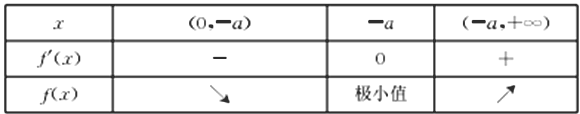 x (0,-a) -a (-a,+∞)
f′(x) - 0 +
f(x) ↘ 极小值 ↗